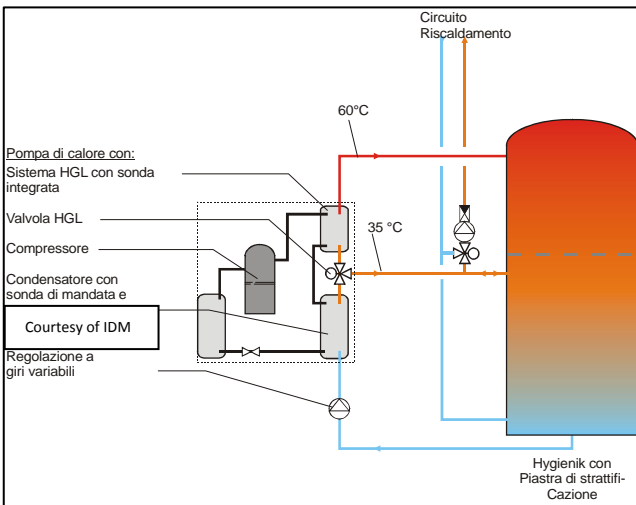 Circuito
Riscaldamento
60°C
Pompa di calore con:
Sistema HGL con sonda
integrata
Valvola HGL
35 °C
Compressore
Condensatore con
sonda di mandata e
Courtesy of IDM
Regolazione a
giri variabili
Hygienik con
Piastra di stratifi-
Cazione